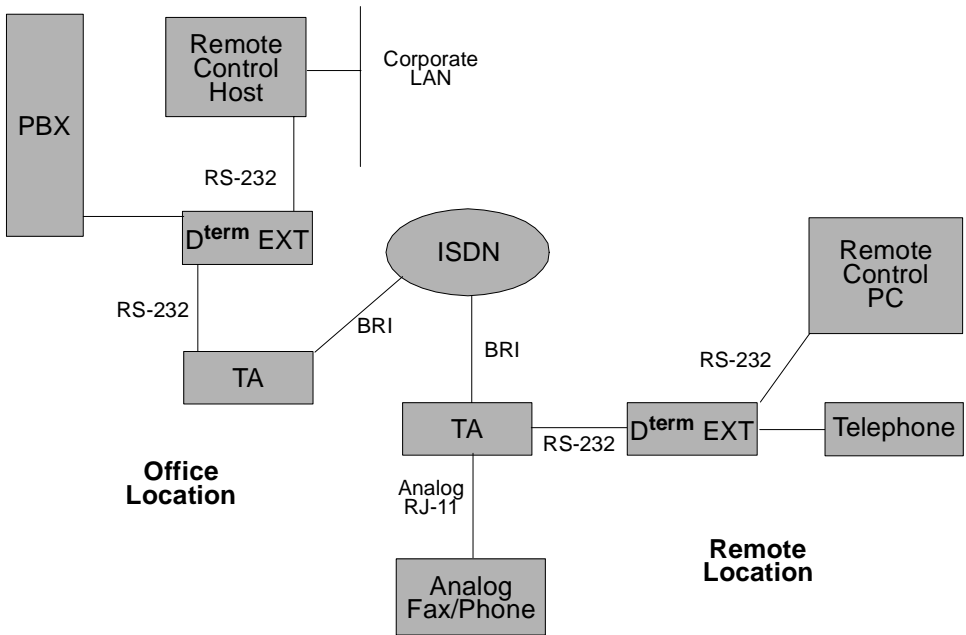 PBX
Remote
Control
Host
Corporate
LAN
RS-232
Dterm EXT
ISDN
RS-232
BRI
TA
BRI
Remote
Control
PC
RS-232
TA
RS-232
Dterm EXT
Telephone
Office
Location
Analog
RJ-11
Analog
Fax/Phone
Remote
Location